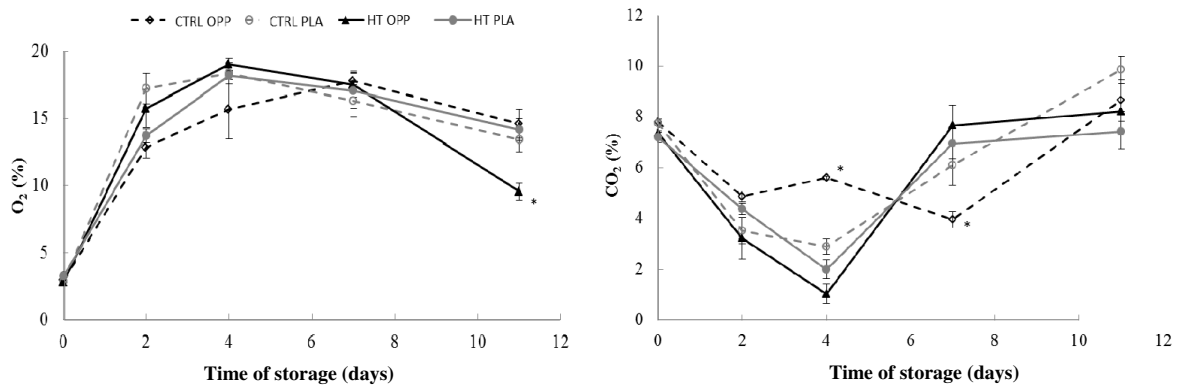 CTRL OPP CTRL PLA HT OPP HT PLA
20
15
10
5
0
O2 (%)
*
0 2 4 6 8 10 12
Time of storage (days)
12
10
8
6
4
2
0
CO2 (%)
*
*
0 2 4 6 8 10 12
Time of storage (days)